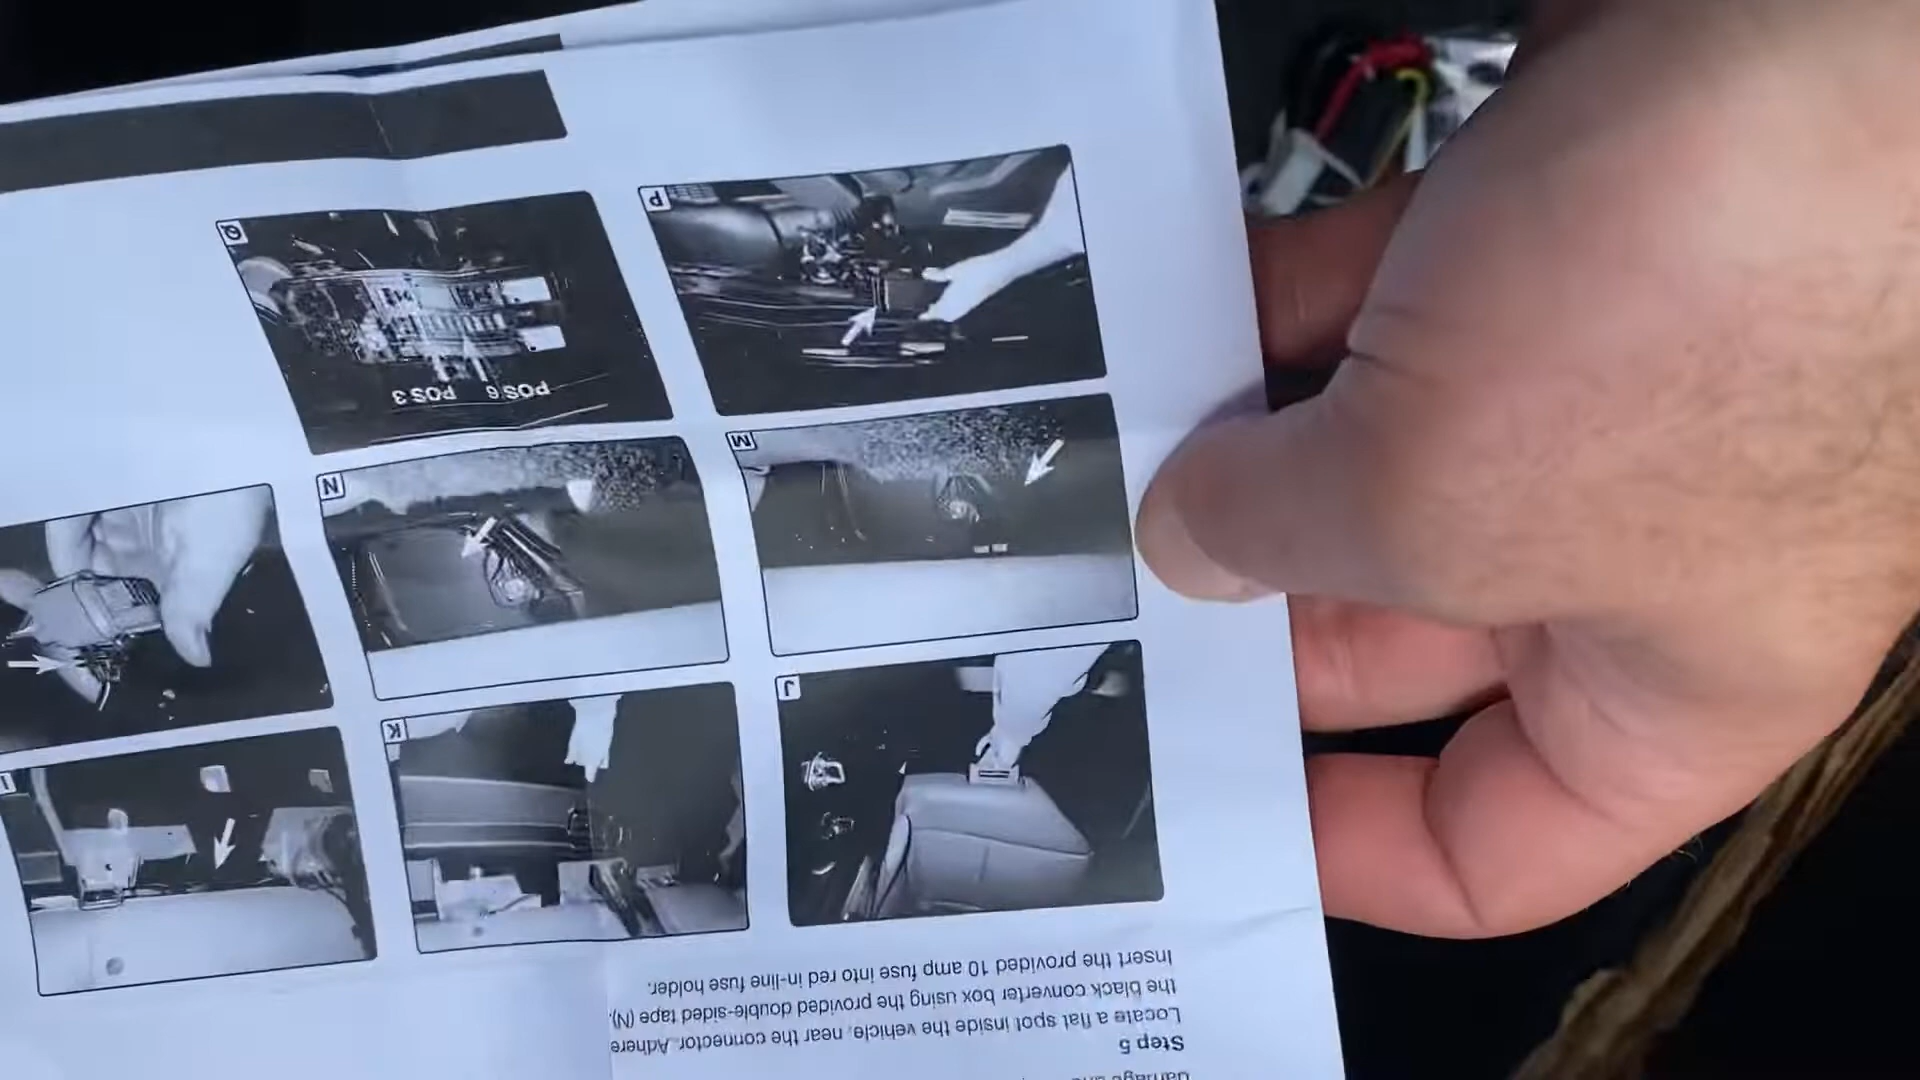 Step 5
Locate a flat spot inside the vehicle, near the connector. Adhere
the black converter box using the provided double-sided tape (N).
Insert the provided 10 amp fuse into red in-line fuse holder.
J
K
M
N
P
Q
POS 6 POS 3